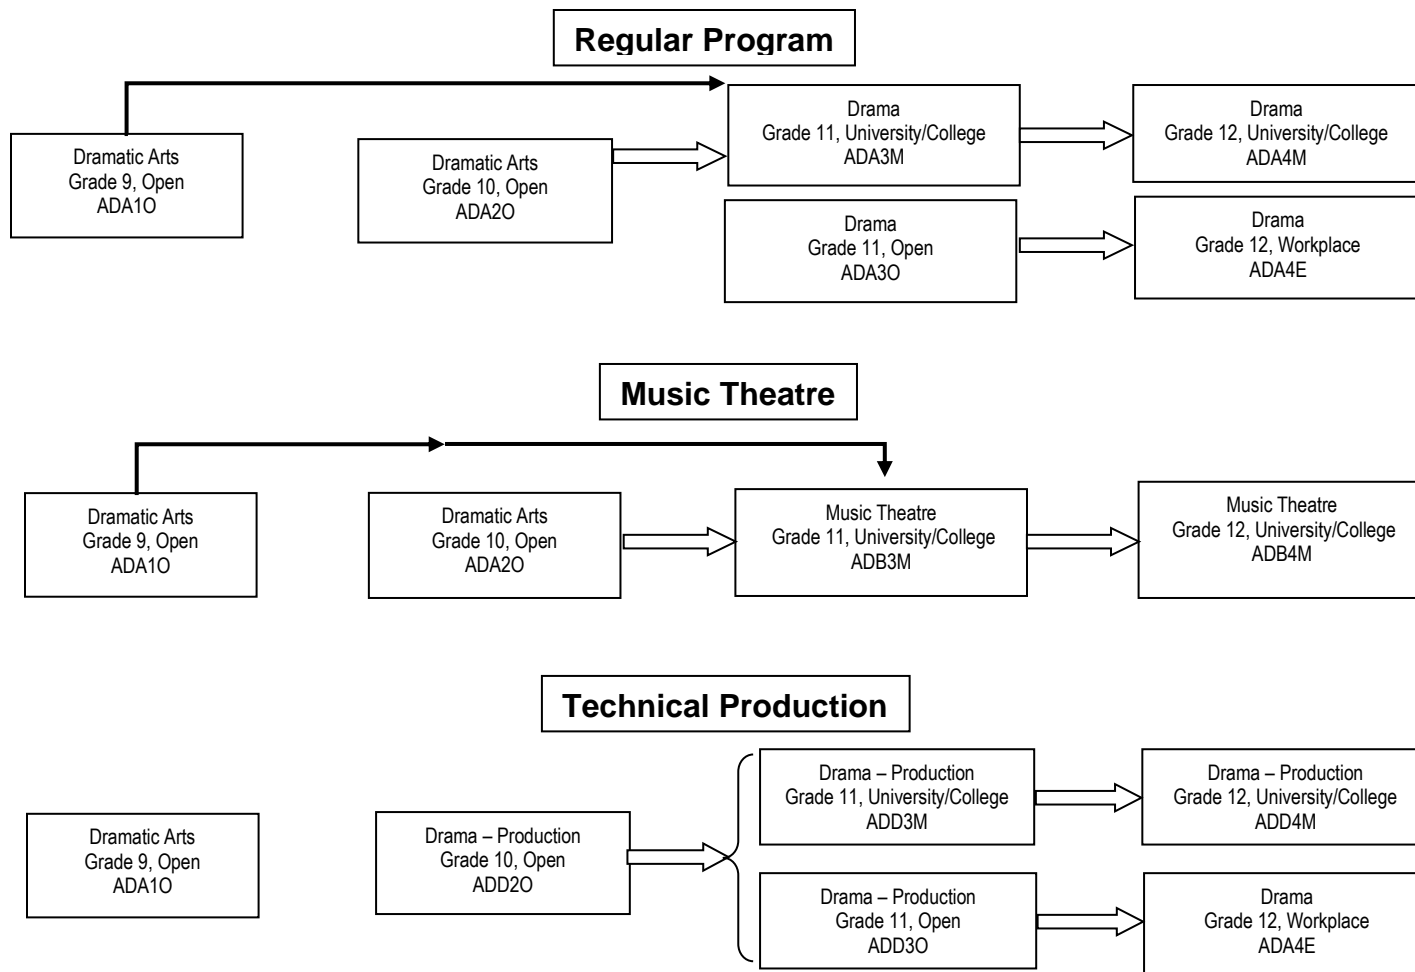 Regular Program
Dramatic Arts
Grade 9, Open
ADA1O
Dramatic Arts
Grade 10, Open
ADA2O
Drama
Grade 11, University/College
ADA3M
Drama
Grade 12, University/College
ADA4M
Drama
Grade 11, Open
ADA3O
Drama
Grade 12, Workplace
ADA4E
Music Theatre
Dramatic Arts
Grade 9, Open
ADA1O
Dramatic Arts
Grade 10, Open
ADA2O
Music Theatre
Grade 11, University/College
ADB3M
Music Theatre
Grade 12, University/College
ADB4M
Technical Production
Dramatic Arts
Grade 9, Open
ADA1O
Drama – Production
Grade 10, Open
ADD2O
Drama – Production
Grade 11, University/College
ADD3M
Drama – Production
Grade 12, University/College
ADD4M
Drama – Production
Grade 11, Open
ADD3O
Drama
Grade 12, Workplace
ADA4E